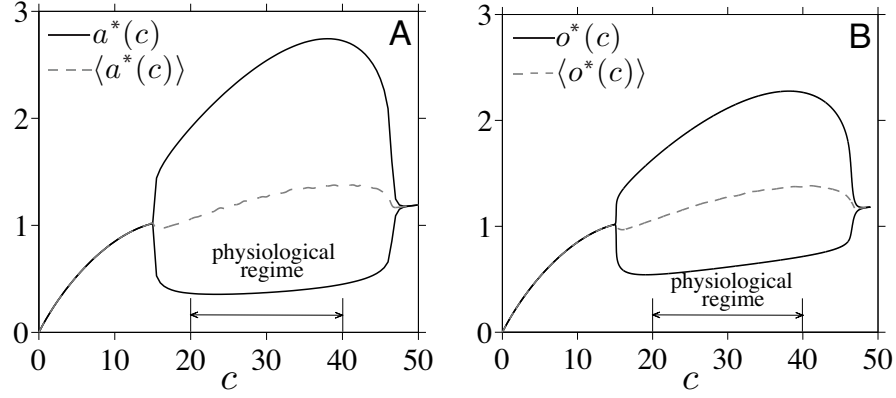 3
2
1
0
a*(c)
⟨a*(c)⟩
A
physiological
regime
0 10 20 30 40 50
c
3
2
1
0
o*(c)
⟨o*(c)⟩
B
physiological
regime
0 10 20 30 40 50
c